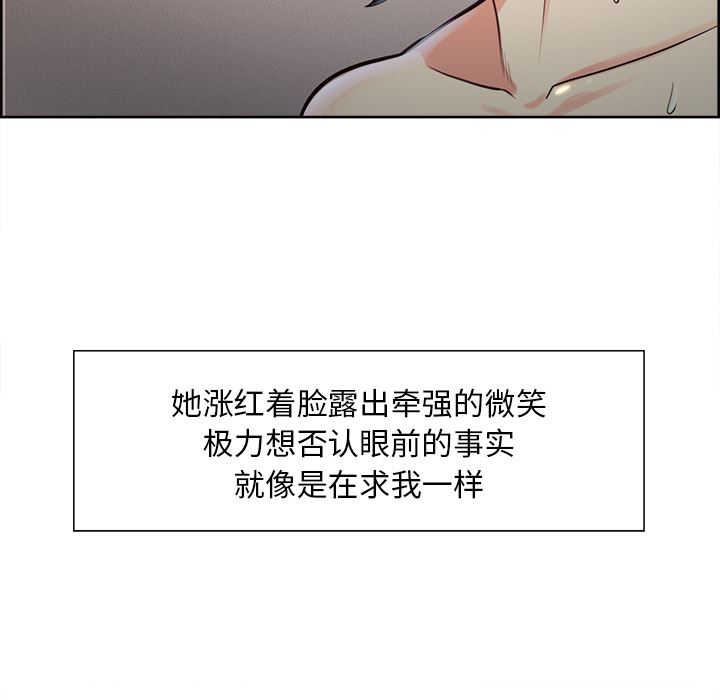 她涨红着脸露出牵强的微笑
极力想否认眼前的事实
就像是在求我一样